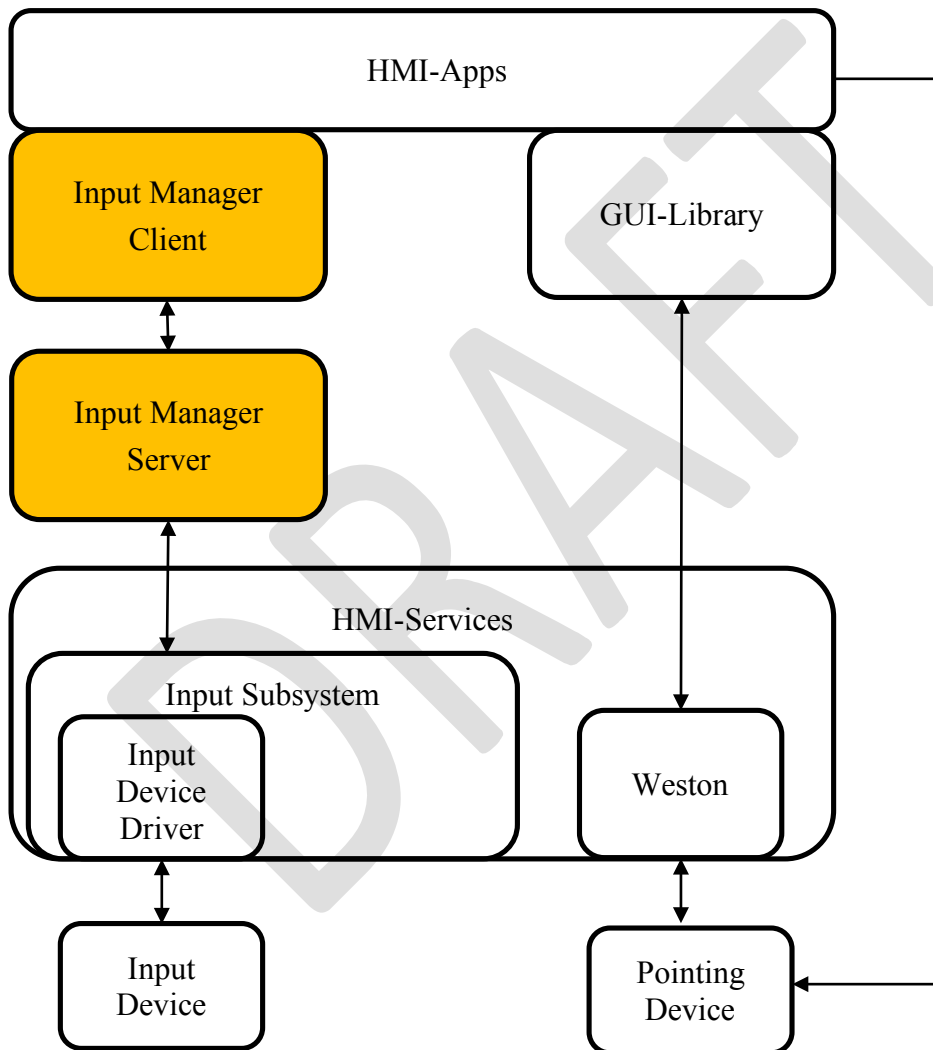 HMI-Apps
Input Manager
Client
GUI-Library
Input Manager
Server
HMI-Services
Input Subsystem
Input
Device
Driver
Weston
Input
Device
Pointing
Device
DRAFT